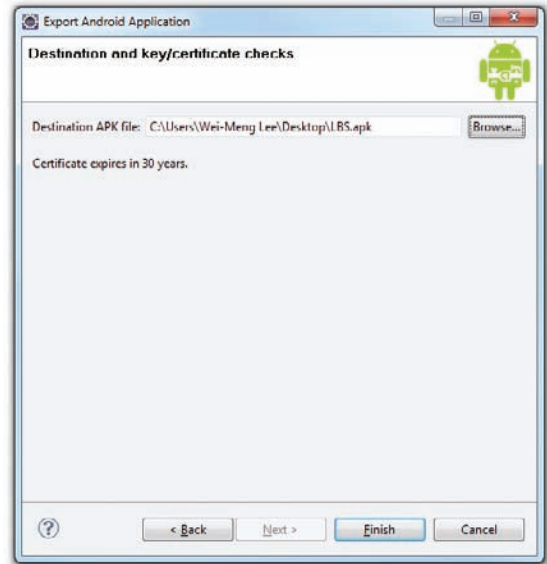 Export Android Application
Destination and key/certificate checks
Destination APK file: C:\Users\Wei-Meng Lee\Desktop\LBS.apk Browse...
Certificate expires in 30 years.
< Back Next > Finish Cancel